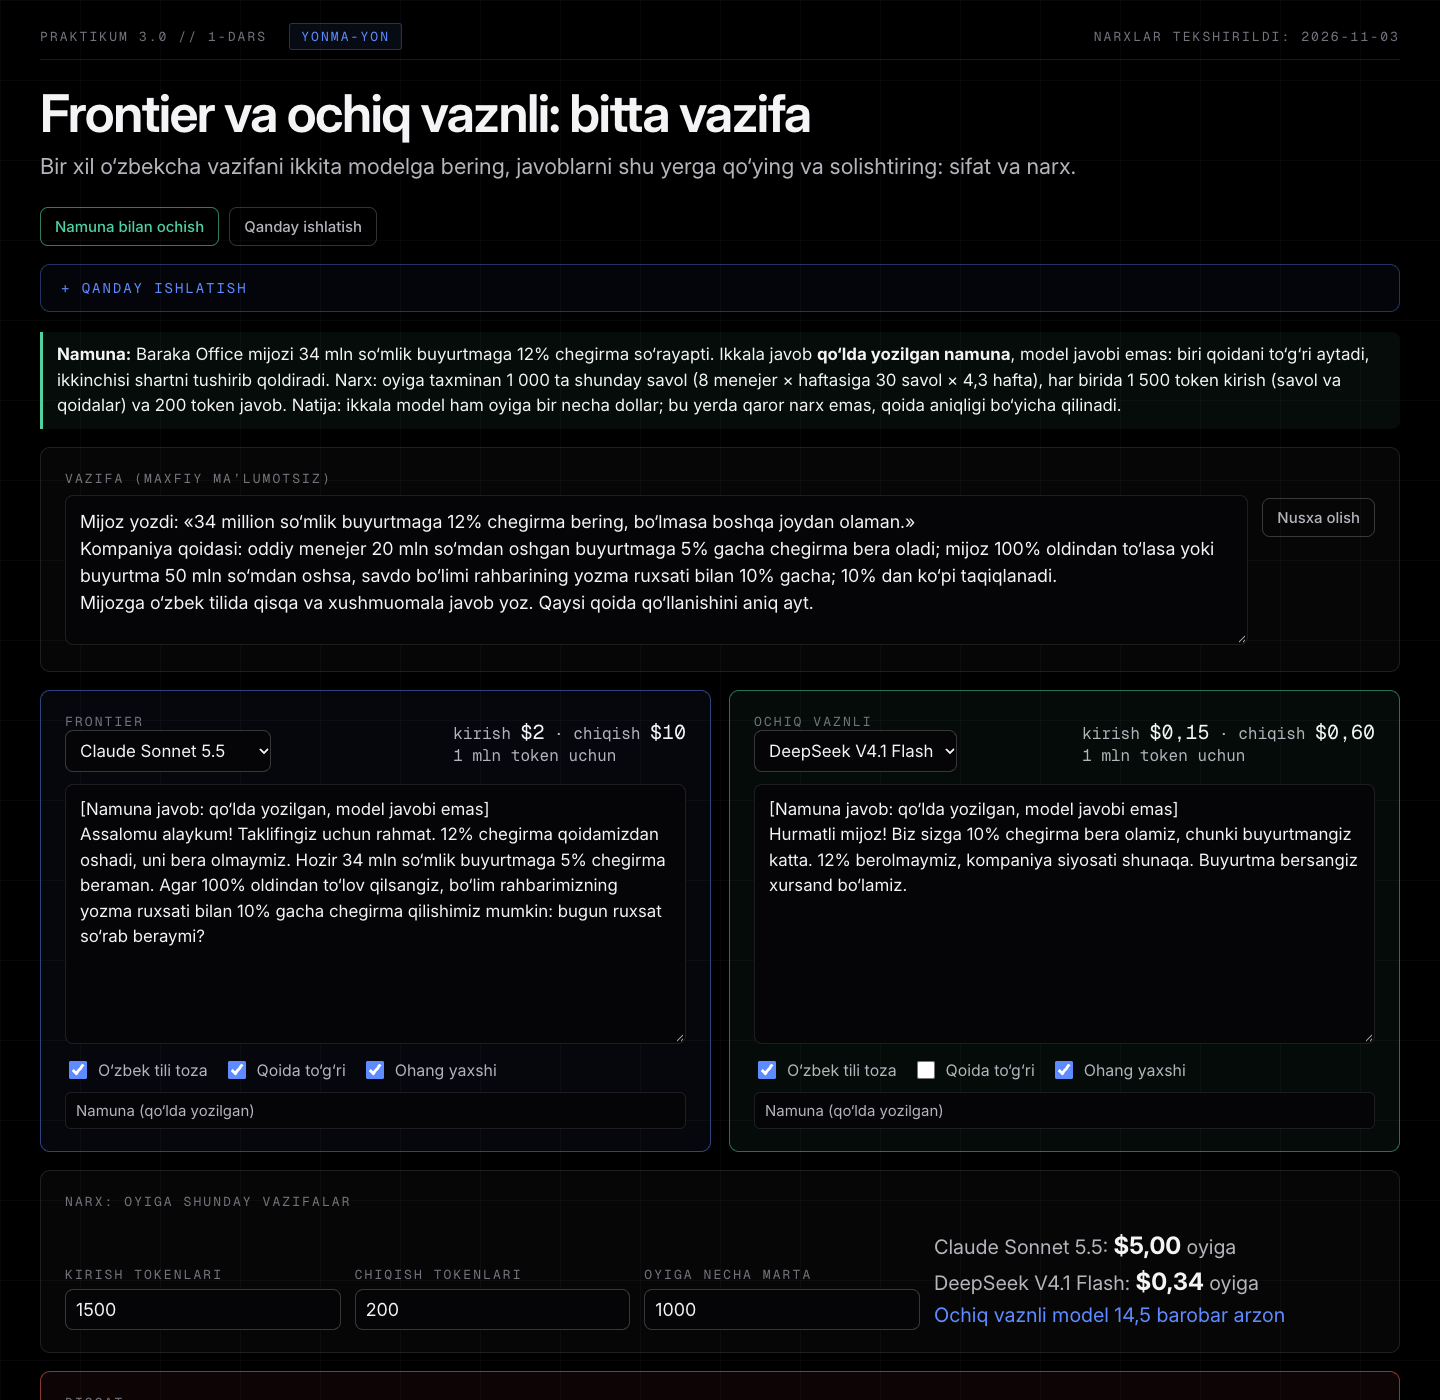 PRAKTIKUM 3.0 // 1-DARS
YONMA-YON
NARXLAR TEKSHIRILDI: 2026-11-03
Frontier va ochiq vaznli: bitta vazifa
Bir xil o‘zbekcha vazifani ikkita modelga bering, javoblarni shu yerga qo‘ying va solishtiring: sifat va narx.
Namuna bilan ochish
Qanday ishlatish
+ QANDAY ISHLATISH
Namuna: Baraka Office mijozi 34 mln so‘mlik buyurtmaga 12% chegirma so‘rayapti. Ikkala javob qo‘lda yozilgan namuna, model javobi emas: biri qoidani to‘g‘ri aytadi,
ikkinchisi shartni tushirib qoldiradi. Narx: oyiga taxminan 1 000 ta shunday savol (8 menejer × haftasiga 30 savol × 4,3 hafta), har birida 1 500 token kirish (savol va
qoidalar) va 200 token javob. Natija: ikkala model ham oyiga bir necha dollar; bu yerda qaror narx emas, qoida aniqligi bo‘yicha qilinadi.
VAZIFA (MAXFIY MA’LUMOTSIZ)
Mijoz yozdi: «34 million so‘mlik buyurtmaga 12% chegirma bering, bo‘lmasa boshqa joydan olaman.»
Kompaniya qoidasi: oddiy menejer 20 mln so‘mdan oshgan buyurtmaga 5% gacha chegirma bera oladi; mijoz 100% oldindan to‘lasa yoki
buyurtma 50 mln so‘mdan oshsa, savdo bo‘limi rahbarining yozma ruxsati bilan 10% gacha; 10% dan ko‘pi taqiqlanadi.
Mijozga o‘zbek tilida qisqa va xushmuomala javob yoz. Qaysi qoida qo‘llanishini aniq ayt.
Nusxa olish
FRONTIER
Claude Sonnet 5.5
kirish $2 · chiqish $10
1 mln token uchun
[Namuna javob: qo‘lda yozilgan, model javobi emas]
Assalomu alaykum! Taklifingiz uchun rahmat. 12% chegirma qoidamizdan
oshadi, uni bera olmaymiz. Hozir 34 mln so‘mlik buyurtmaga 5% chegirma
beraman. Agar 100% oldindan to‘lov qilsangiz, bo‘lim rahbarimizning
yozma ruxsati bilan 10% gacha chegirma qilishimiz mumkin: bugun ruxsat
so‘rab beraymi?
O‘zbek tili toza
Qoida to‘g‘ri
Ohang yaxshi
Namuna (qo‘lda yozilgan)
OCHIQ VAZNLI
DeepSeek V4.1 Flash
kirish $0,15 · chiqish $0,60
1 mln token uchun
[Namuna javob: qo‘lda yozilgan, model javobi emas]
Hurmatli mijoz! Biz sizga 10% chegirma bera olamiz, chunki buyurtmangiz
katta. 12% berolmaymiz, kompaniya siyosati shunaqa. Buyurtma bersangiz
xursand bo‘lamiz.
O‘zbek tili toza
Qoida to‘g‘ri
Ohang yaxshi
Namuna (qo‘lda yozilgan)
NARX: OYIGA SHUNDAY VAZIFALAR
KIRISH TOKENLARI
1500
CHIQISH TOKENLARI
200
OYIGA NECHA MARTA
1000
Claude Sonnet 5.5: $5,00 oyiga
DeepSeek V4.1 Flash: $0,34 oyiga
Ochiq vaznli model 14,5 barobar arzon